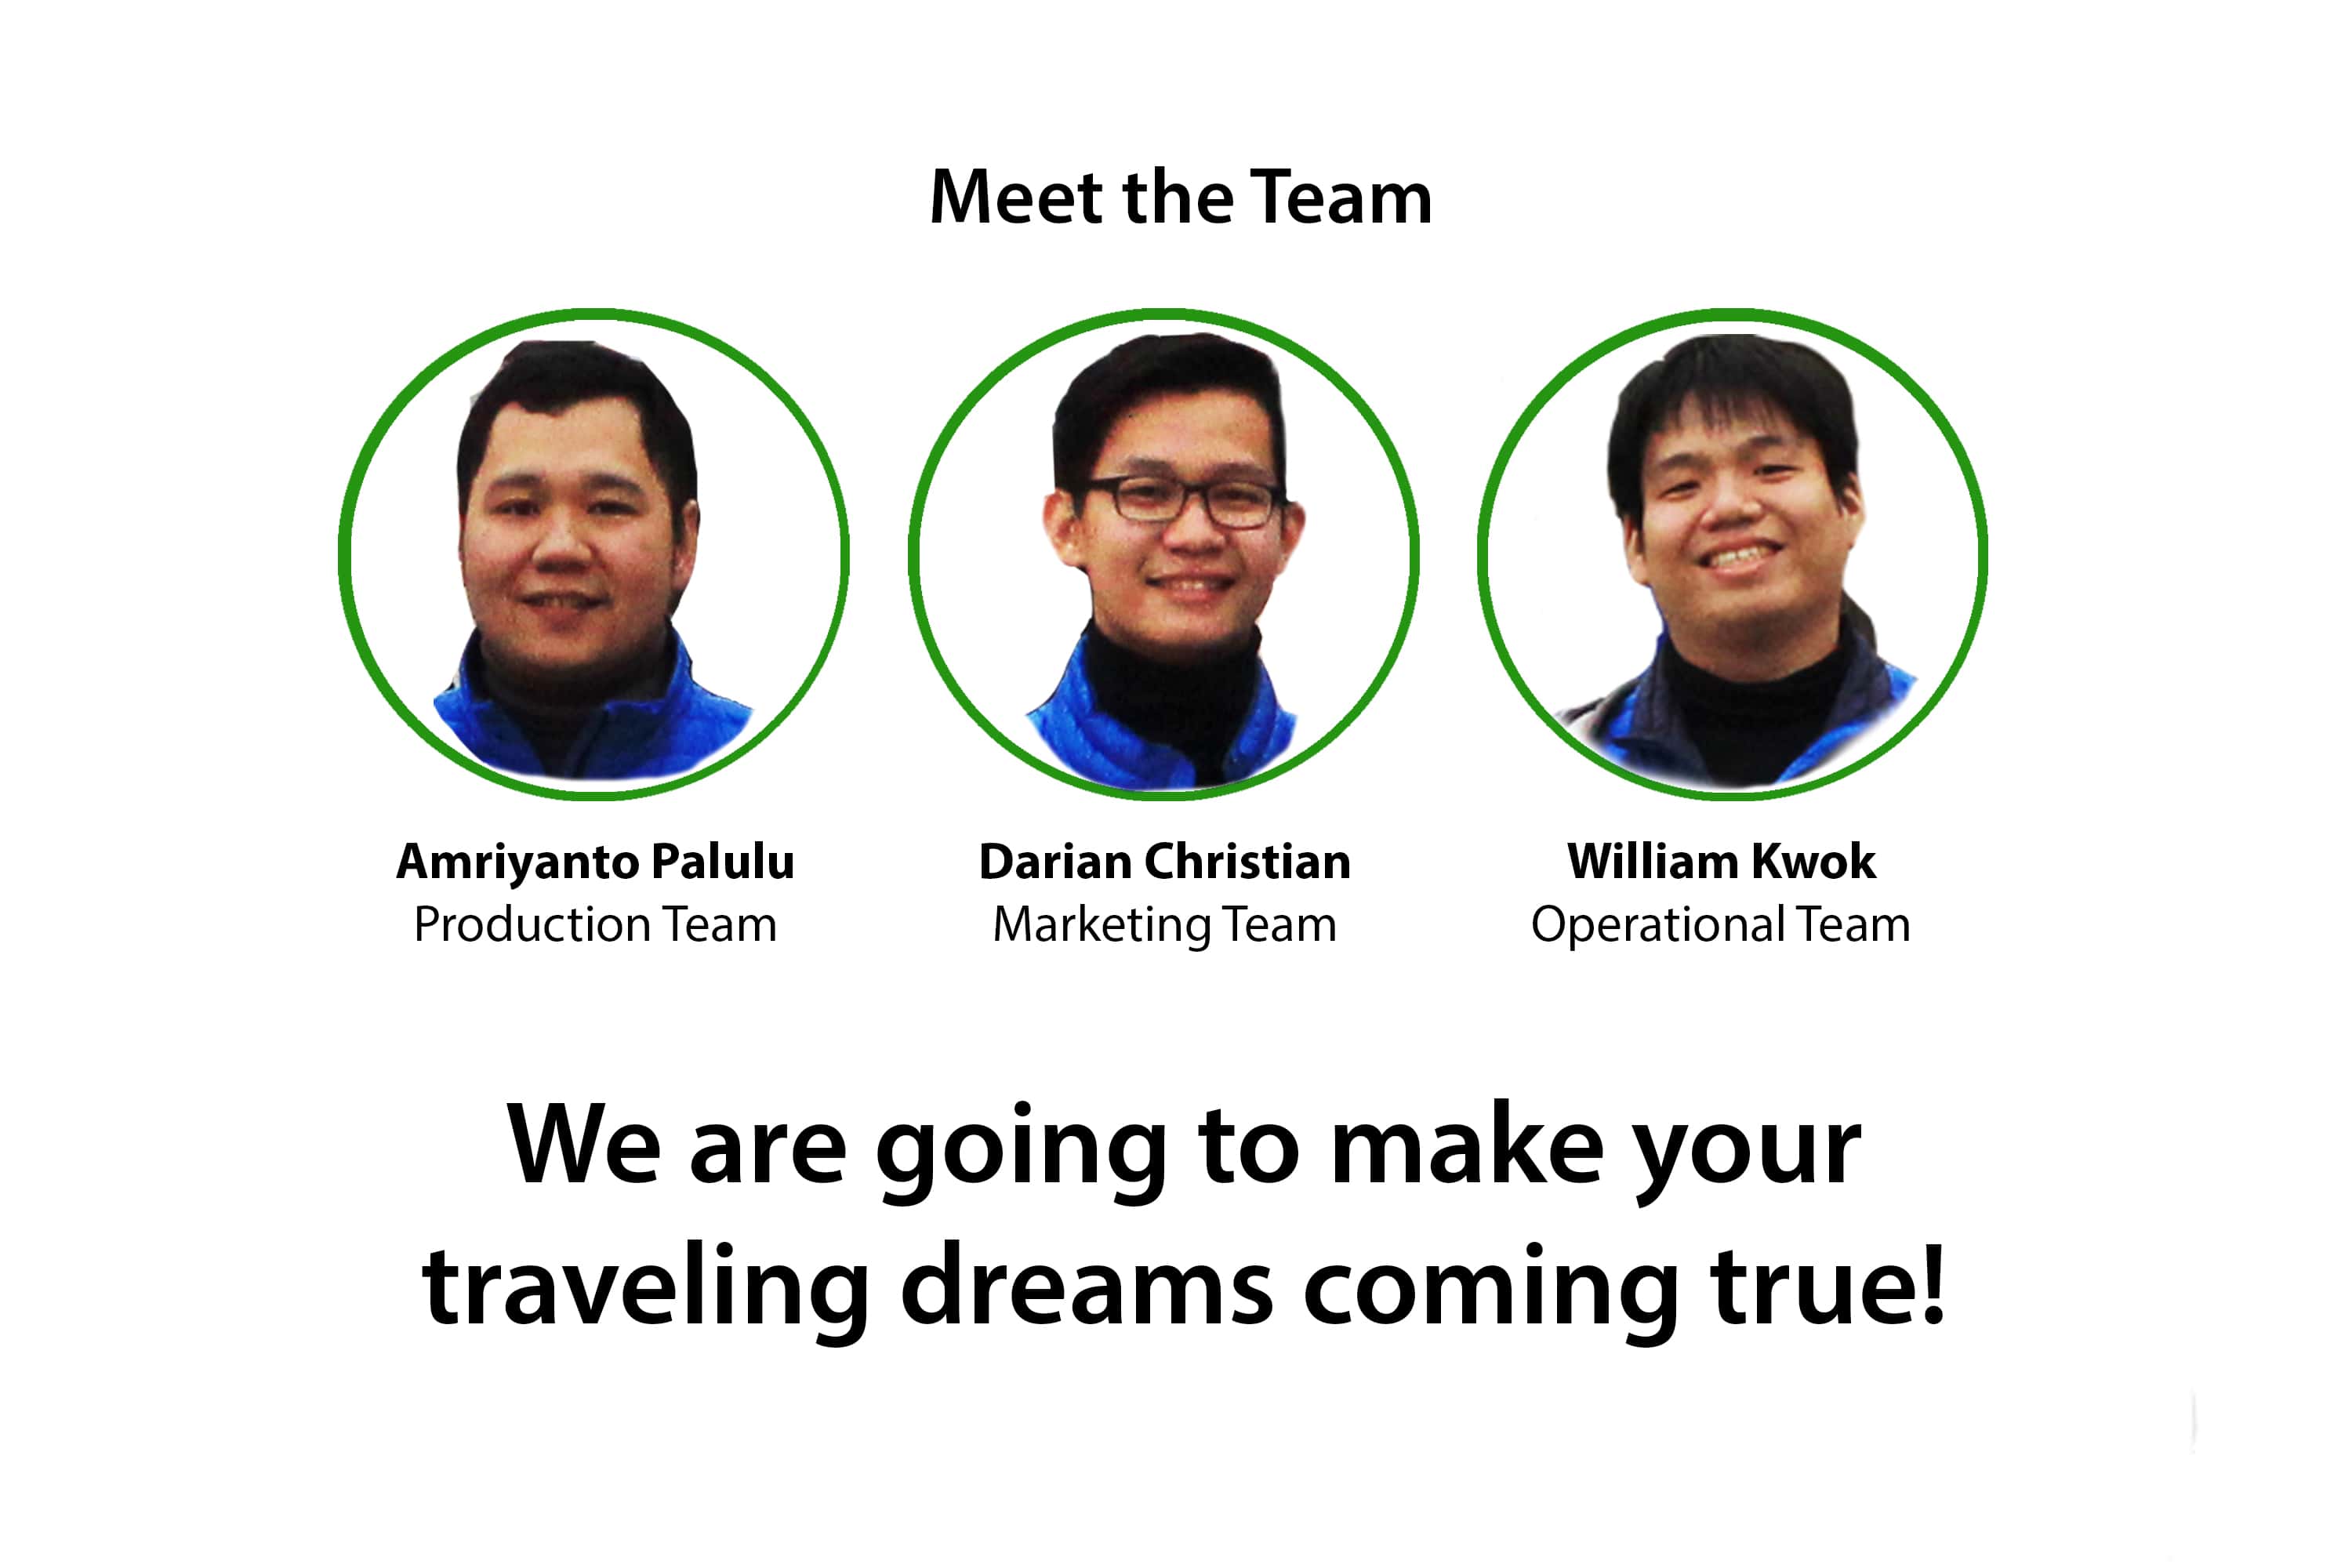 Meet the Team
Amriyanto Palulu
Darian Christian
William Kwok
Production Team
Marketing Team
Operational Team
We are going to make your
traveling dreams coming true!